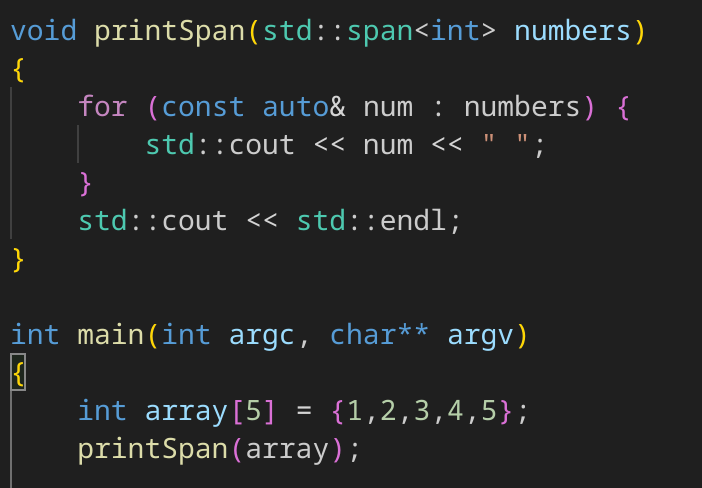 void printSpan(std::span<int> numbers)
{
    for (const auto& num : numbers) {
        std::cout << num << " ";
    }
    std::cout << std::endl;
}

int main(int argc, char** argv)
{
    int array[5] = {1,2,3,4,5};
    printSpan(array);